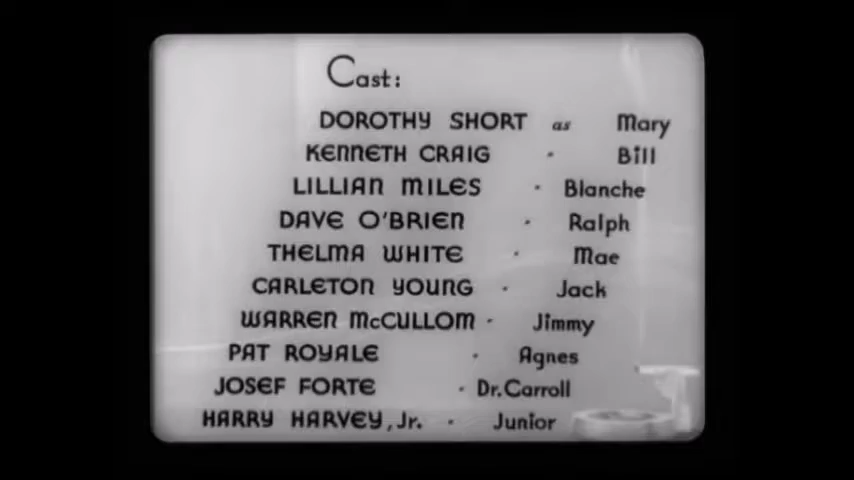 Cast:
DOROTHY SHORT as Mary
KENNETH CRAIG · Bill
LILLIAN MILES · Blanche
DAVE O'BRIEN · Ralph
THELMA WHITE · Mae
CARLETON YOUNG · Jack
WARREN McCULLOM · Jimmy
PAT ROYALE · Agnes
JOSEF FORTE · Dr. Carroll
HARRY HARVEY, Jr. · Junior